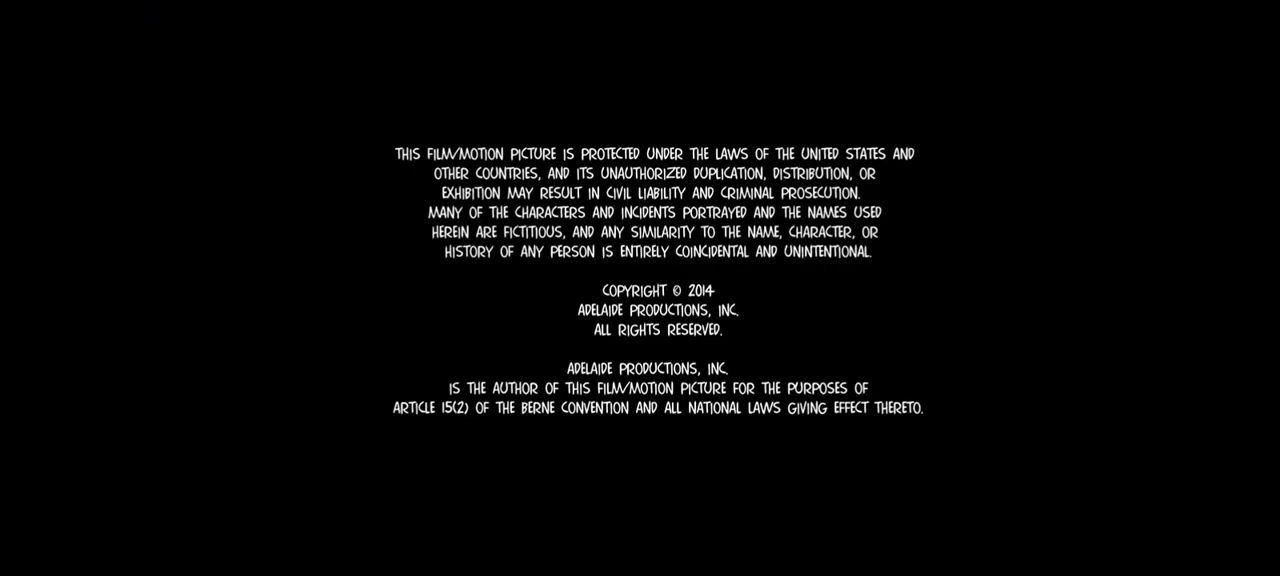 THIS FILM/MOTION PICTURE IS PROTECTED UNDER THE LAWS OF THE UNITED STATES AND
OTHER COUNTRIES, AND ITS UNAUTHORIZED DUPLICATION, DISTRIBUTION, OR
EXHIBITION MAY RESULT IN CIVIL LIABILITY AND CRIMINAL PROSECUTION.
MANY OF THE CHARACTERS AND INCIDENTS PORTRAYED AND THE NAMES USED
HEREIN ARE FICTITIOUS, AND ANY SIMILARITY TO THE NAME, CHARACTER, OR
HISTORY OF ANY PERSON IS ENTIRELY COINCIDENTAL AND UNINTENTIONAL.
COPYRIGHT © 2014
ADELAIDE PRODUCTIONS, INC.
ALL RIGHTS RESERVED.
ADELAIDE PRODUCTIONS, INC.
IS THE AUTHOR OF THIS FILM/MOTION PICTURE FOR THE PURPOSES OF
ARTICLE 15(2) OF THE BERNE CONVENTION AND ALL NATIONAL LAWS GIVING EFFECT THERETO.